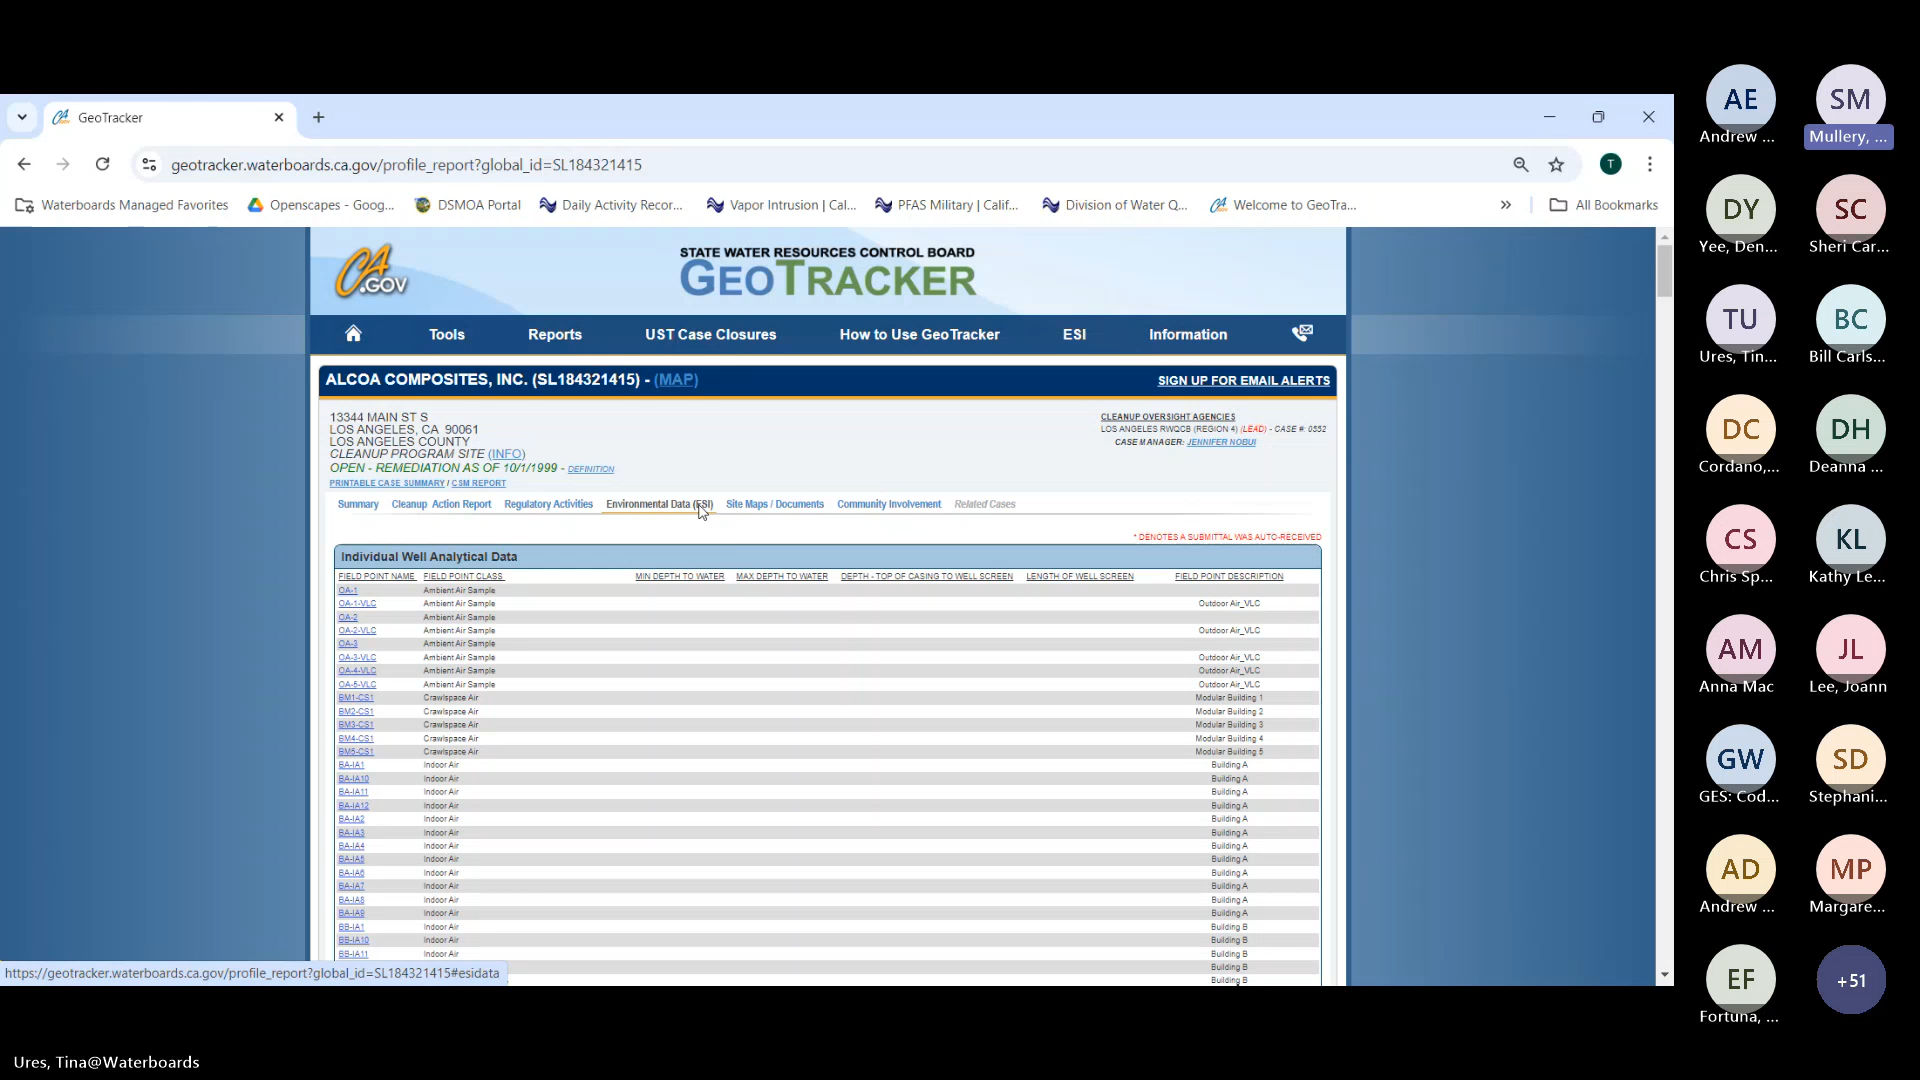 GeoTracker
geotracker.waterboards.ca.gov/profile_report?global_id=SL184321415
T
Waterboards Managed Favorites
Openscapes - Goog...
DSMOA Portal
Daily Activity Recor...
Vapor Intrusion | Cal...
PFAS Military | Calif...
Division of Water Q...
Welcome to GeoTra...
All Bookmarks
CA.GOV
STATE WATER RESOURCES CONTROL BOARD
GEOTRACKER
Tools Reports UST Case Closures How to Use GeoTracker ESI Information
ALCOA COMPOSITES, INC. (SL184321415) - (MAP)
SIGN UP FOR EMAIL ALERTS
13344 MAIN ST S
LOS ANGELES, CA 90061
LOS ANGELES COUNTY
CLEANUP PROGRAM SITE (INFO)
OPEN - REMEDIATION AS OF 10/1/1999 - DEFINITION
PRINTABLE CASE SUMMARY / CSM REPORT
CLEANUP OVERSIGHT AGENCIES
LOS ANGELES RWQCB (REGION 4) (LEAD) - CASE #: 0552
CASE MANAGER: JENNIFER NOBUI
Summary Cleanup Action Report Regulatory Activities Environmental Data (ESI) Site Maps / Documents Community Involvement Related Cases
* DENOTES A SUBMITTAL WAS AUTO-RECEIVED
Individual Well Analytical Data
FIELD POINT NAME FIELD POINT CLASS MIN DEPTH TO WATER MAX DEPTH TO WATER DEPTH - TOP OF CASING TO WELL SCREEN LENGTH OF WELL SCREEN FIELD POINT DESCRIPTION
OA-1 Ambient Air Sample
OA-1-VLC Ambient Air Sample Outdoor Air_VLC
OA-2 Ambient Air Sample
OA-2-VLC Ambient Air Sample Outdoor Air_VLC
OA-3 Ambient Air Sample
OA-3-VLC Ambient Air Sample Outdoor Air_VLC
OA-4-VLC Ambient Air Sample Outdoor Air_VLC
OA-5-VLC Ambient Air Sample Outdoor Air_VLC
BM1-CS1 Crawlspace Air Modular Building 1
BM2-CS1 Crawlspace Air Modular Building 2
BM3-CS1 Crawlspace Air Modular Building 3
BM4-CS1 Crawlspace Air Modular Building 4
BM5-CS1 Crawlspace Air Modular Building 5
BA-IA1 Indoor Air Building A
BA-IA10 Indoor Air Building A
BA-IA11 Indoor Air Building A
BA-IA12 Indoor Air Building A
BA-IA2 Indoor Air Building A
BA-IA3 Indoor Air Building A
BA-IA4 Indoor Air Building A
BA-IA5 Indoor Air Building A
BA-IA6 Indoor Air Building A
BA-IA7 Indoor Air Building A
BA-IA8 Indoor Air Building A
BA-IA9 Indoor Air Building A
BB-IA1 Indoor Air Building B
BB-IA10 Indoor Air Building B
BB-IA11 Indoor Air Building B
Building B
Building B
https://geotracker.waterboards.ca.gov/profile_report?global_id=SL184321415#esidata
AE
Andrew ...
SM
Mullery, ...
DY
Yee, Den...
SC
Sheri Car...
TU
Ures, Tin...
BC
Bill Carls...
DC
Cordano,...
DH
Deanna ...
CS
Chris Sp...
KL
Kathy Le...
AM
Anna Mac
JL
Lee, Joann
GW
GES: Cod...
SD
Stephani...
AD
Andrew ...
MP
Margare...
EF
Fortuna, ...
+51
Ures, Tina@Waterboards